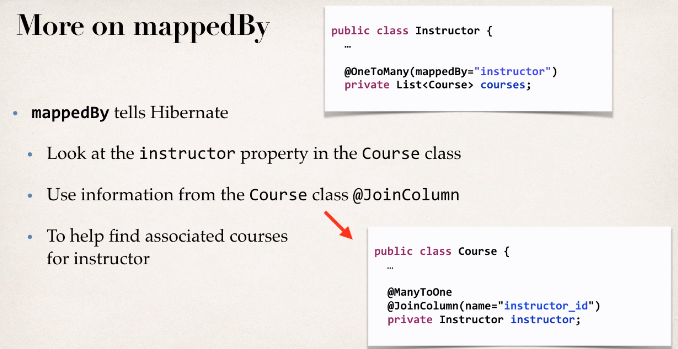 More on mappedBy
public class Instructor {
…
@OneToMany(mappedBy="instructor")
private List<Course> courses;
• mappedBy tells Hibernate
• Look at the instructor property in the Course class
• Use information from the Course class @JoinColumn
• To help find associated courses
for instructor
public class Course {
…
@ManyToOne
@JoinColumn(name="instructor_id")
private Instructor instructor;